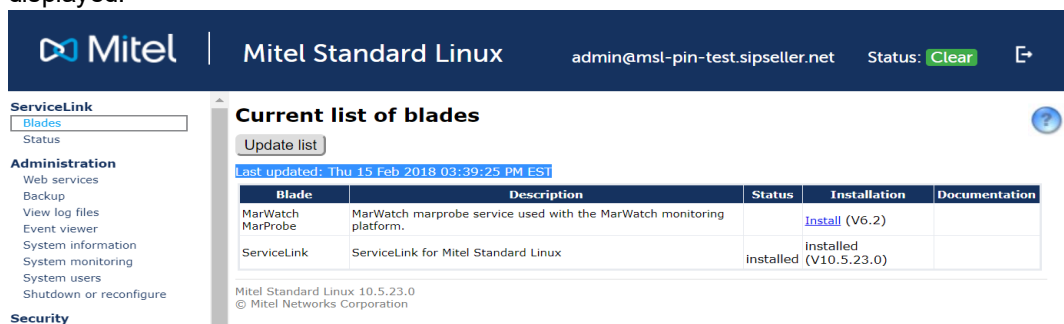 displayed.
Mitel
Mitel Standard Linux
admin@msl-pin-test.sipseller.net
Status: Clear
ServiceLink
Blades
Status
Administration
Web services
Backup
View log files
Event viewer
System information
System monitoring
System users
Shutdown or reconfigure
Security
Current list of blades
Update list
Last updated: Thu 15 Feb 2018 03:39:25 PM EST
Blade Description Status Installation Documentation
MarWatch MarProbe MarWatch marprobe service used with the MarWatch monitoring platform. Install (V6.2)
ServiceLink ServiceLink for Mitel Standard Linux installed installed (V10.5.23.0)
Mitel Standard Linux 10.5.23.0
© Mitel Networks Corporation
?